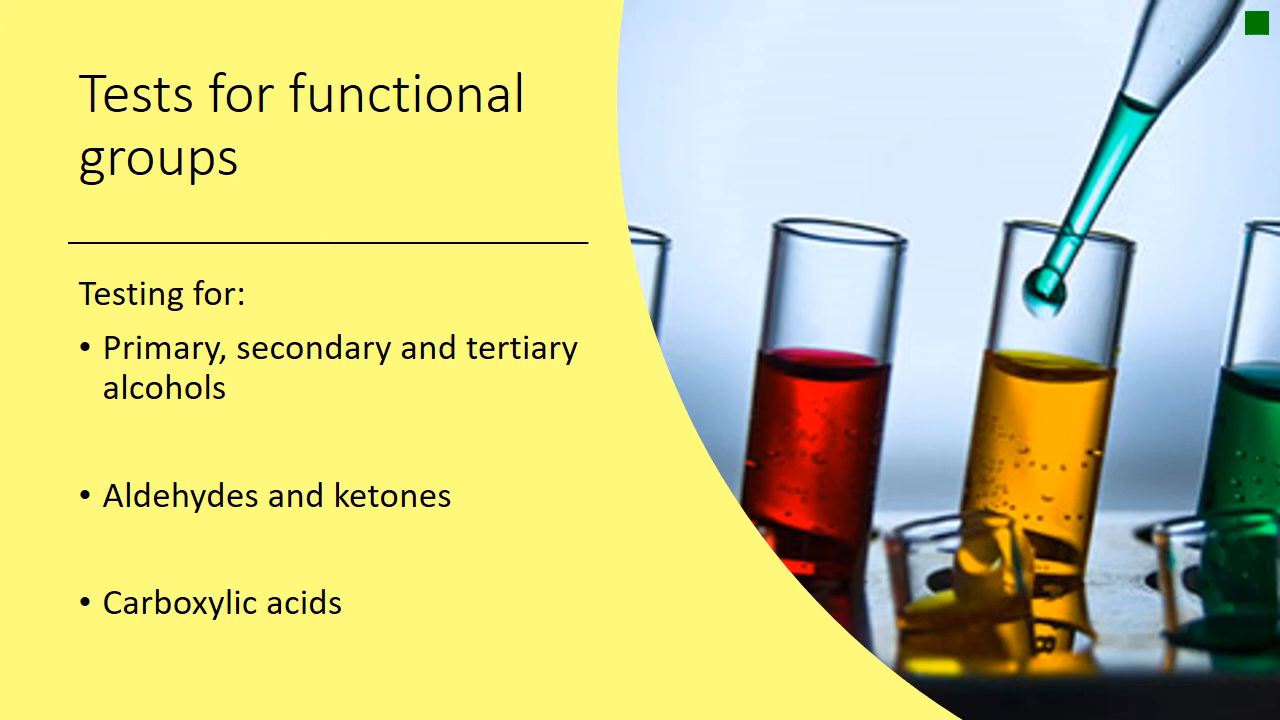 Tests for functional
groups
Testing for:
• Primary, secondary and tertiary
alcohols
• Aldehydes and ketones
• Carboxylic acids